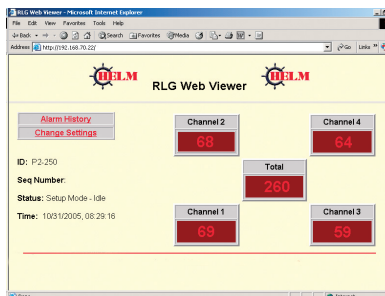 RLG Web Viewer - Microsoft Internet Explorer
File Edit View Favorites Tools Help
Back Search Favorites Media
Address http://192.168.70.22/ Go Links »
HELM RLG Web Viewer HELM
Alarm History
Change Settings
ID: P2-250
Seq Number:
Status: Setup Mode - Idle
Time: 10/31/2005, 08:29:16
Channel 2
68
Channel 4
64
Total
260
Channel 1
69
Channel 3
59